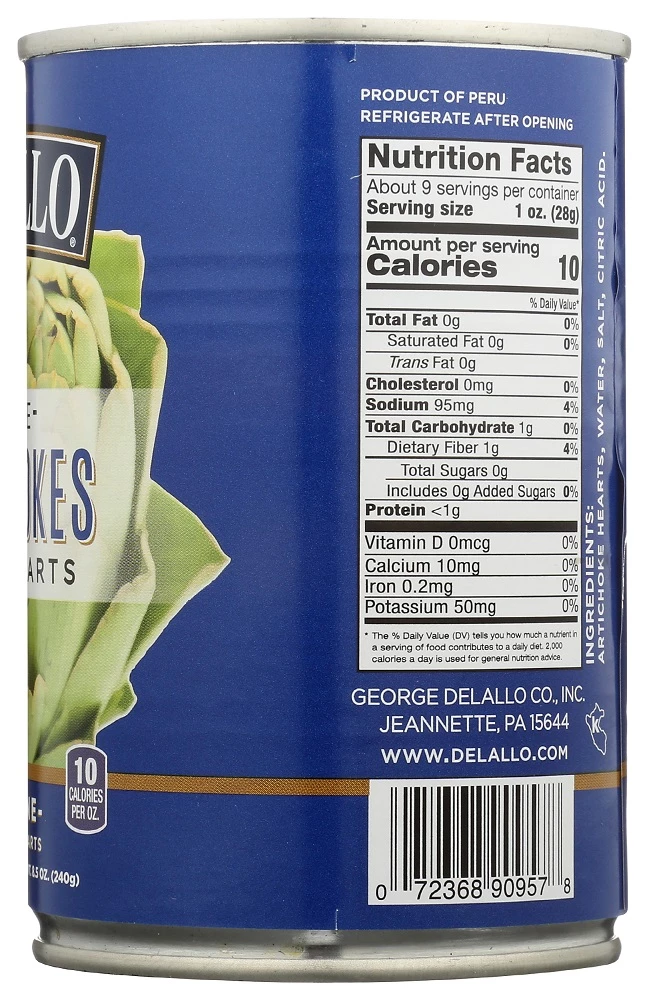 LLO®
E-
OKES
ARTS
10
CALORIES
PER OZ.
NE-
ARTS
8.5 OZ. (240g)
PRODUCT OF PERU
REFRIGERATE AFTER OPENING
Nutrition Facts
About 9 servings per container
Serving size 1 oz. (28g)
Amount per serving
Calories 10
% Daily Value*
Total Fat 0g 0%
Saturated Fat 0g 0%
Trans Fat 0g
Cholesterol 0mg 0%
Sodium 95mg 4%
Total Carbohydrate 1g 0%
Dietary Fiber 1g 4%
Total Sugars 0g
Includes 0g Added Sugars 0%
Protein <1g
Vitamin D 0mcg 0%
Calcium 10mg 0%
Iron 0.2mg 0%
Potassium 50mg 0%
* The % Daily Value (DV) tells you how much a nutrient in
a serving of food contributes to a daily diet. 2,000
calories a day is used for general nutrition advice.
INGREDIENTS:
ARTICHOKE HEARTS, WATER, SALT, CITRIC ACID.
GEORGE DELALLO CO., INC.
JEANNETTE, PA 15644
K
WWW.DELALLO.COM
0 72368 90957 8